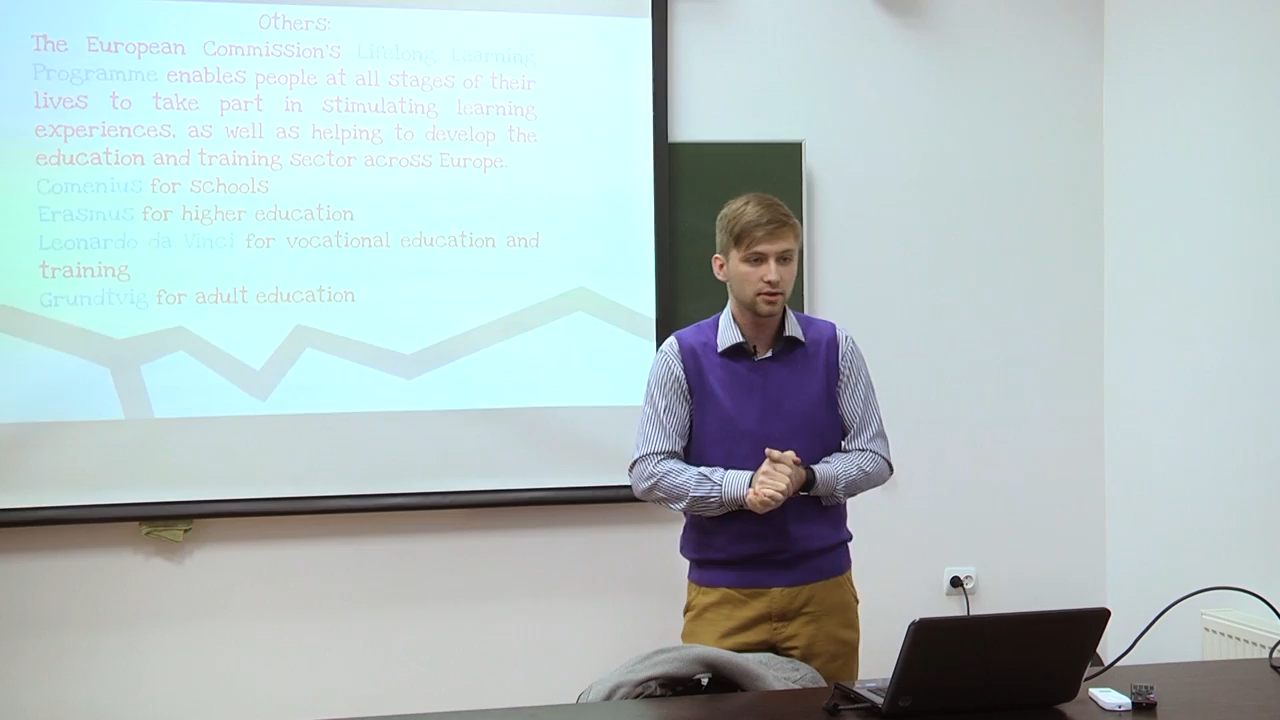 Others:
The European Commission's Lifelong Learning
Programme enables people at all stages of their
lives to take part in stimulating learning
experiences, as well as helping to develop the
education and training sector across Europe.
Comenius for schools
Erasmus for higher education
Leonardo da Vinci for vocational education and
training
Grundtvig for adult education